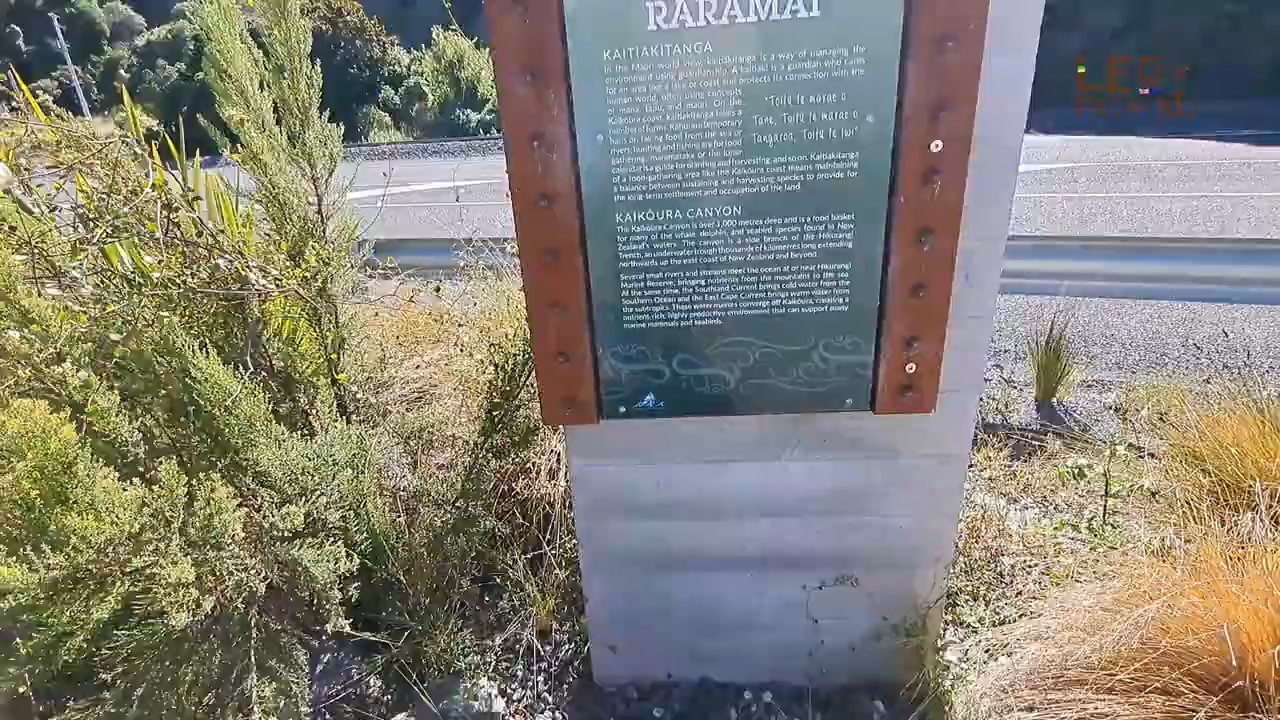 RARAMAI
KAITIAKITANGA
In the Māori world view, kaitiakitanga is a way of managing the
environment using guardianship. A kaitiaki is a guardian who cares
for an area like a lake or coast and protects its connection with the
human world, often using concepts
of mana, tapu, and mauri. On the
Kaikōura coast, kaitiakitanga takes a
number of forms. Rāhui are temporary
bans on taking food from the sea or
rivers, hunting and fishing are for food
gathering, maramataka or the lunar
"Toitū te marae o
Tāne, Toitū te marae o
Tangaroa, Toitū te Iwi"
calendar is a guide for planting and harvesting, and so on. Kaitiakitanga
of a food-gathering area like the Kaikōura coast means maintaining
a balance between sustaining and harvesting species to provide for
the long-term settlement and occupation of the land.
KAIKŌURA CANYON
The Kaikōura Canyon is over 1,000 metres deep and is a food basket
for many of the whale, dolphin, and seabird species found in New
Zealand's waters. The canyon is a side branch of the Hikurangi
Trench, an underwater trough thousands of kilometres long extending
northwards up the east coast of New Zealand and beyond.
Several small rivers and streams meet the ocean at or near Hikurangi
Marine Reserve, bringing nutrients from the mountains to the sea.
At the same time, the Southland Current brings cold water from the
Southern Ocean and the East Cape Current brings warm water from
the subtropics. These water masses converge off Kaikōura, creating a
nutrient-rich, highly productive environment that can support many
marine mammals and seabirds.